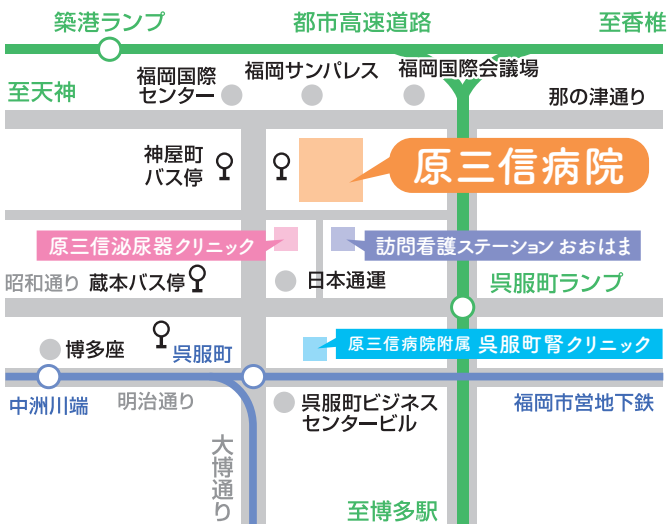 築港ランプ
都市高速道路
至香椎
至天神
福岡国際
センター
福岡サンパレス
福岡国際会議場
那の津通り
神屋町
バス停
原三信病院
原三信泌尿器クリニック
訪問看護ステーション おおはま
昭和通り
蔵本バス停
日本通運
呉服町ランプ
博多座
呉服町
原三信病院附属 呉服町腎クリニック
中洲川端
明治通り
呉服町ビジネス
センタービル
福岡市営地下鉄
大博通り
至博多駅